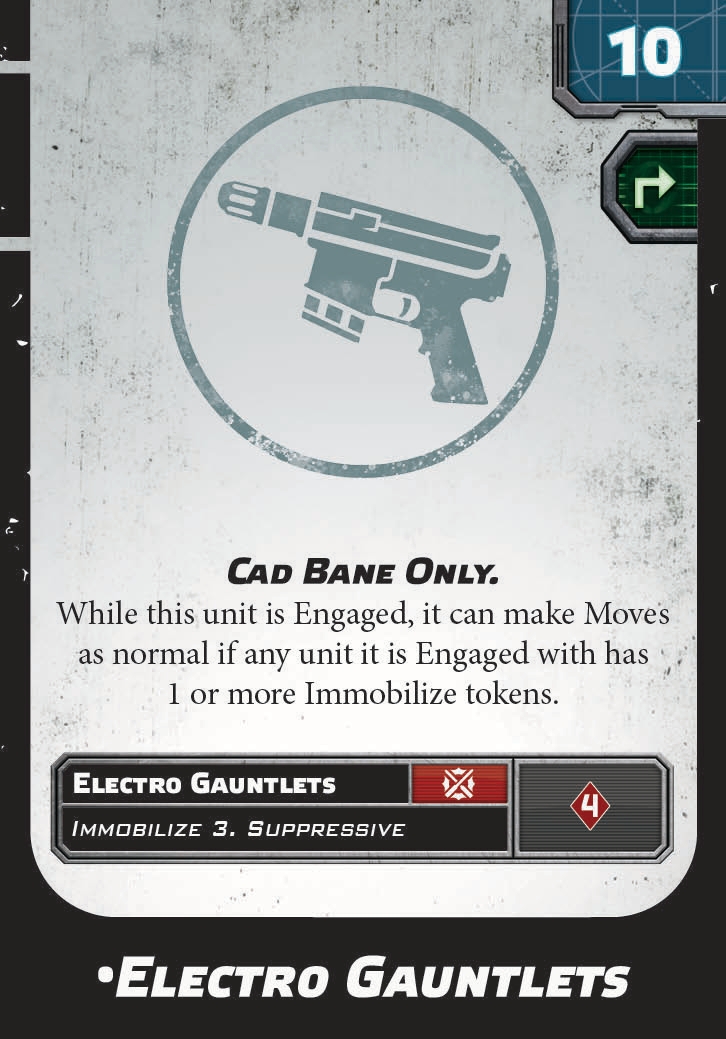 10
Cad Bane Only.
While this unit is Engaged, it can make Moves
as normal if any unit it is Engaged with has
1 or more Immobilize tokens.
Electro Gauntlets
Immobilize 3. Suppressive
4
•Electro Gauntlets